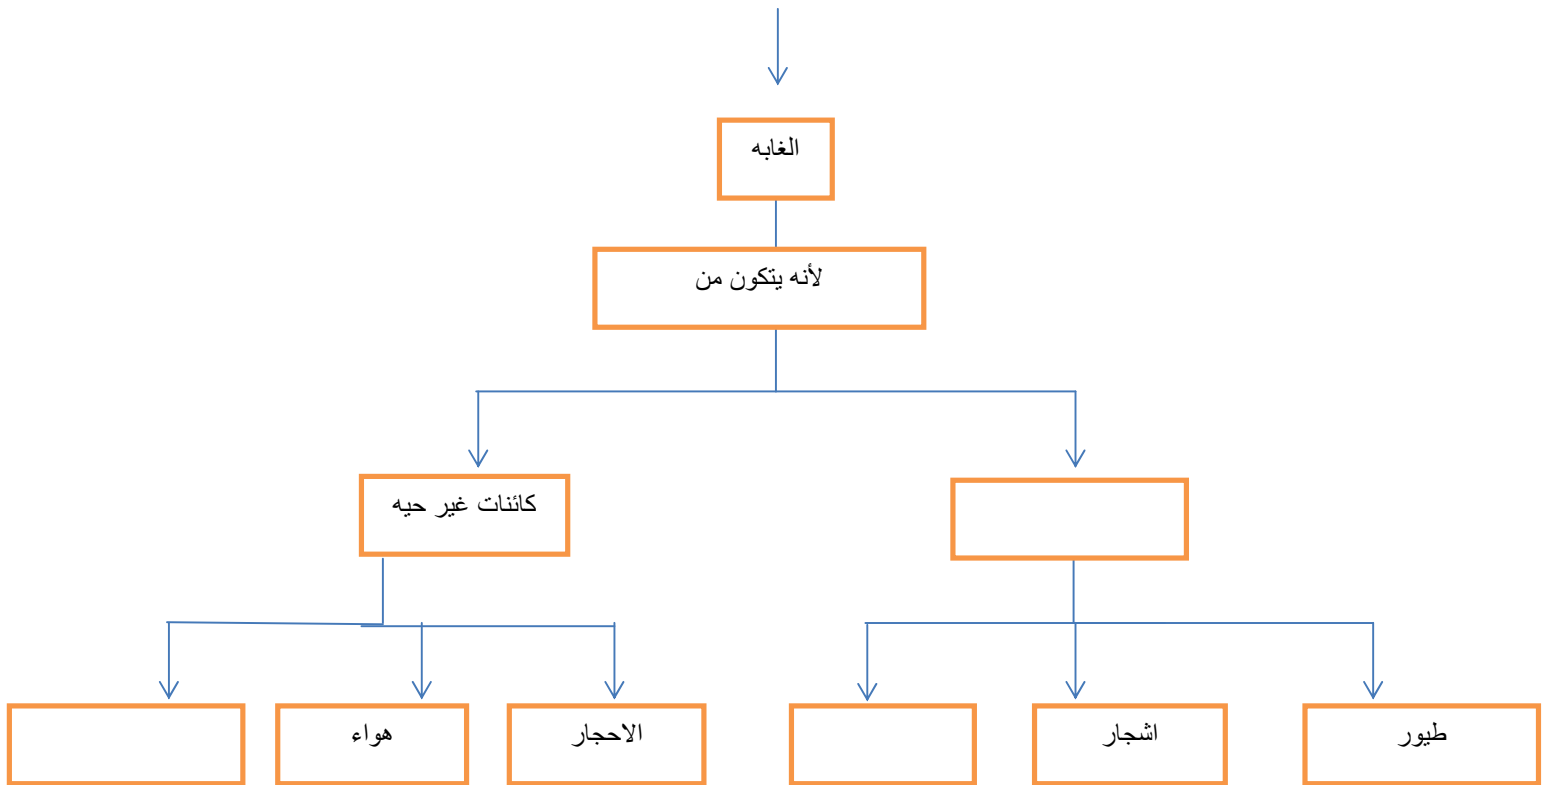 الغابه
لأنه يتكون من
كائنات غير حيه
طيور
اشجار
الاحجار
هواء